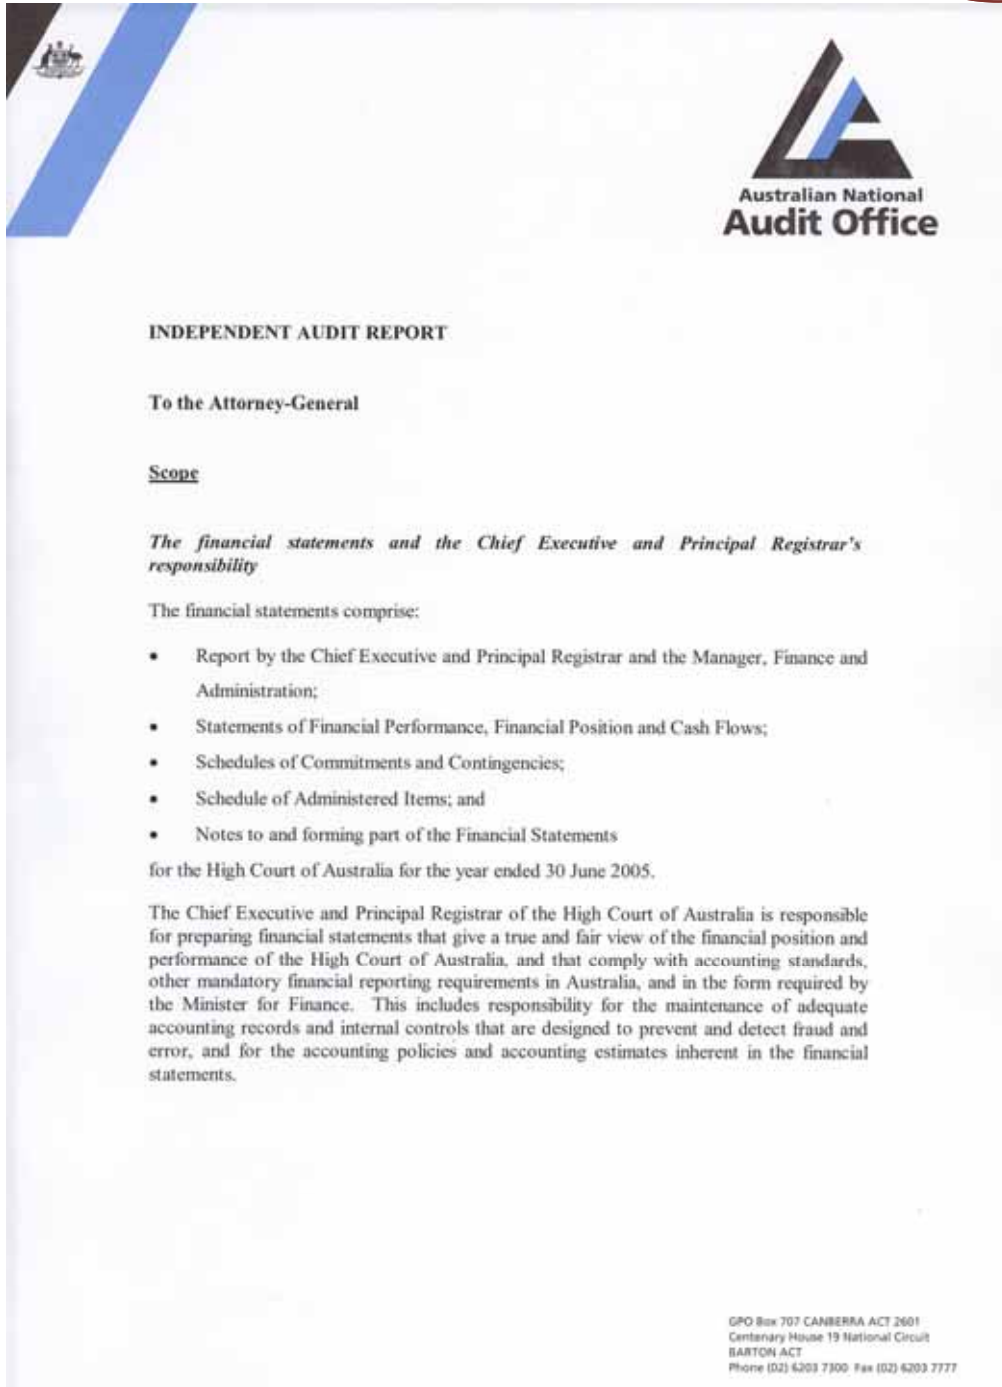 Australian National
Audit Office
INDEPENDENT AUDIT REPORT
To the Attorney-General
Scope
The financial statements and the Chief Executive and Principal Registrar's
responsibility
The financial statements comprise:
• Report by the Chief Executive and Principal Registrar and the Manager, Finance and
Administration;
• Statements of Financial Performance, Financial Position and Cash Flows;
• Schedules of Commitments and Contingencies;
• Schedule of Administered Items; and
• Notes to and forming part of the Financial Statements
for the High Court of Australia for the year ended 30 June 2005.
The Chief Executive and Principal Registrar of the High Court of Australia is responsible
for preparing financial statements that give a true and fair view of the financial position and
performance of the High Court of Australia, and that comply with accounting standards,
other mandatory financial reporting requirements in Australia, and in the form required by
the Minister for Finance. This includes responsibility for the maintenance of adequate
accounting records and internal controls that are designed to prevent and detect fraud and
error, and for the accounting policies and accounting estimates inherent in the financial
statements.
GPO Box 707 CANBERRA ACT 2601
Centenary House 19 National Circuit
BARTON ACT
Phone (02) 6203 7300 Fax (02) 6203 7777